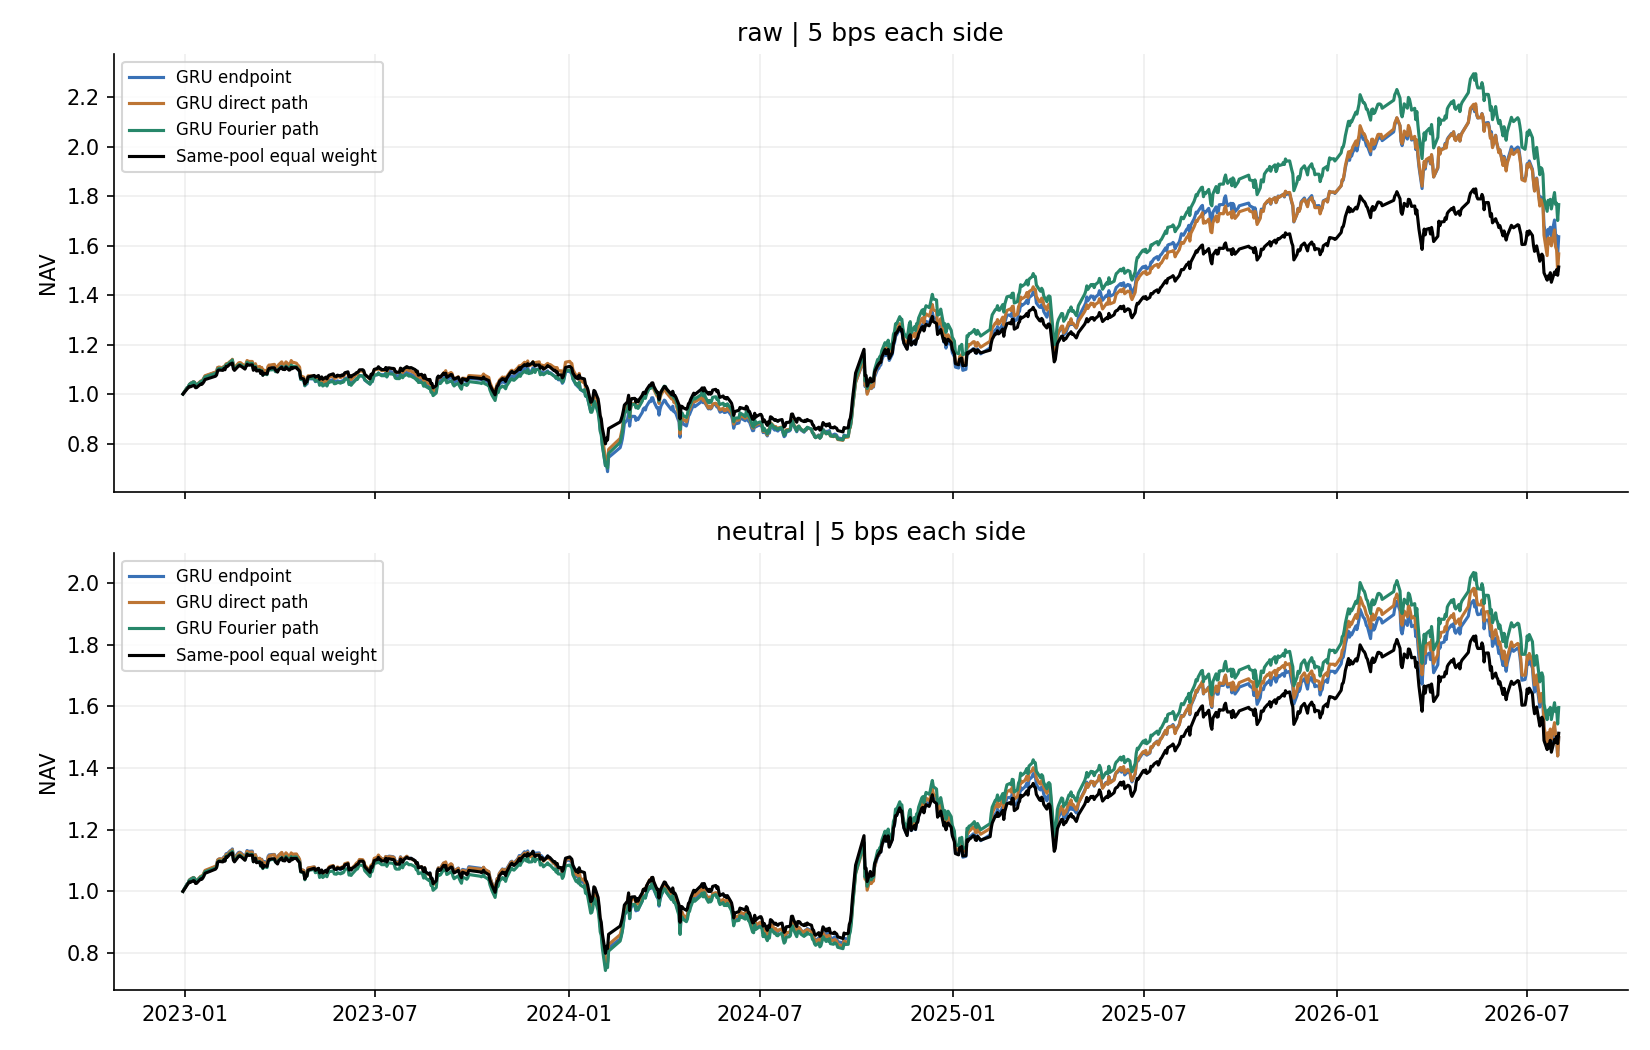 raw | 5 bps each side
GRU endpoint
GRU direct path
GRU Fourier path
Same-pool equal weight
NAV
2.2
2.0
1.8
1.6
1.4
1.2
1.0
0.8
neutral | 5 bps each side
GRU endpoint
GRU direct path
GRU Fourier path
Same-pool equal weight
NAV
2.0
1.8
1.6
1.4
1.2
1.0
0.8
2023-01 2023-07 2024-01 2024-07 2025-01 2025-07 2026-01 2026-07